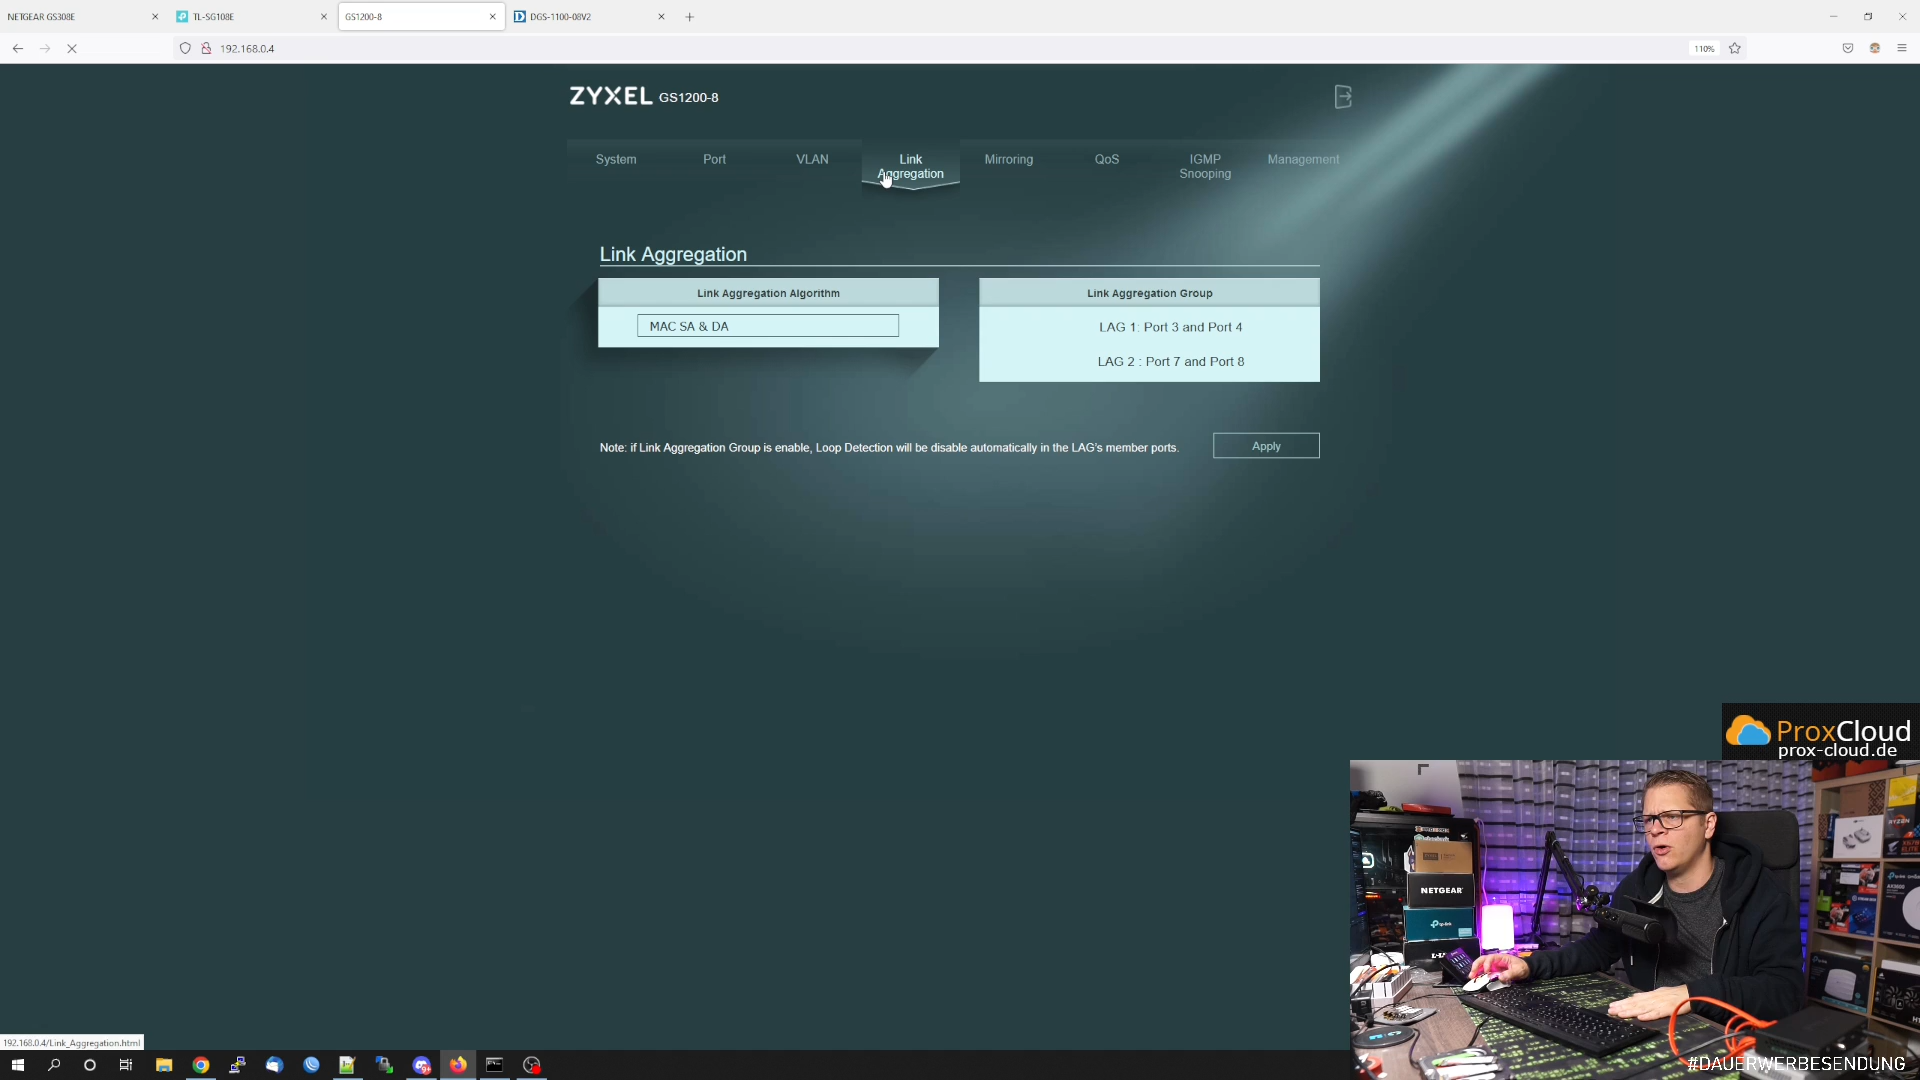 NETGEAR GS308E
TL-SG108E
GS1200-8
DGS-1100-08V2
192.168.0.4
110%
ZYXEL GS1200-8
System
Port
VLAN
Link
Aggregation
Mirroring
QoS
IGMP
Snooping
Management
Link Aggregation
Link Aggregation Algorithm
MAC SA & DA
Link Aggregation Group
LAG 1: Port 3 and Port 4
LAG 2 : Port 7 and Port 8
Note: if Link Aggregation Group is enable, Loop Detection will be disable automatically in the LAG's member ports.
Apply
ProxCloud
prox-cloud.de
NETGEAR
tp-link
RYZEN
192.168.0.4/Link_Aggregation.html
#DAUERWERBESENDUNG